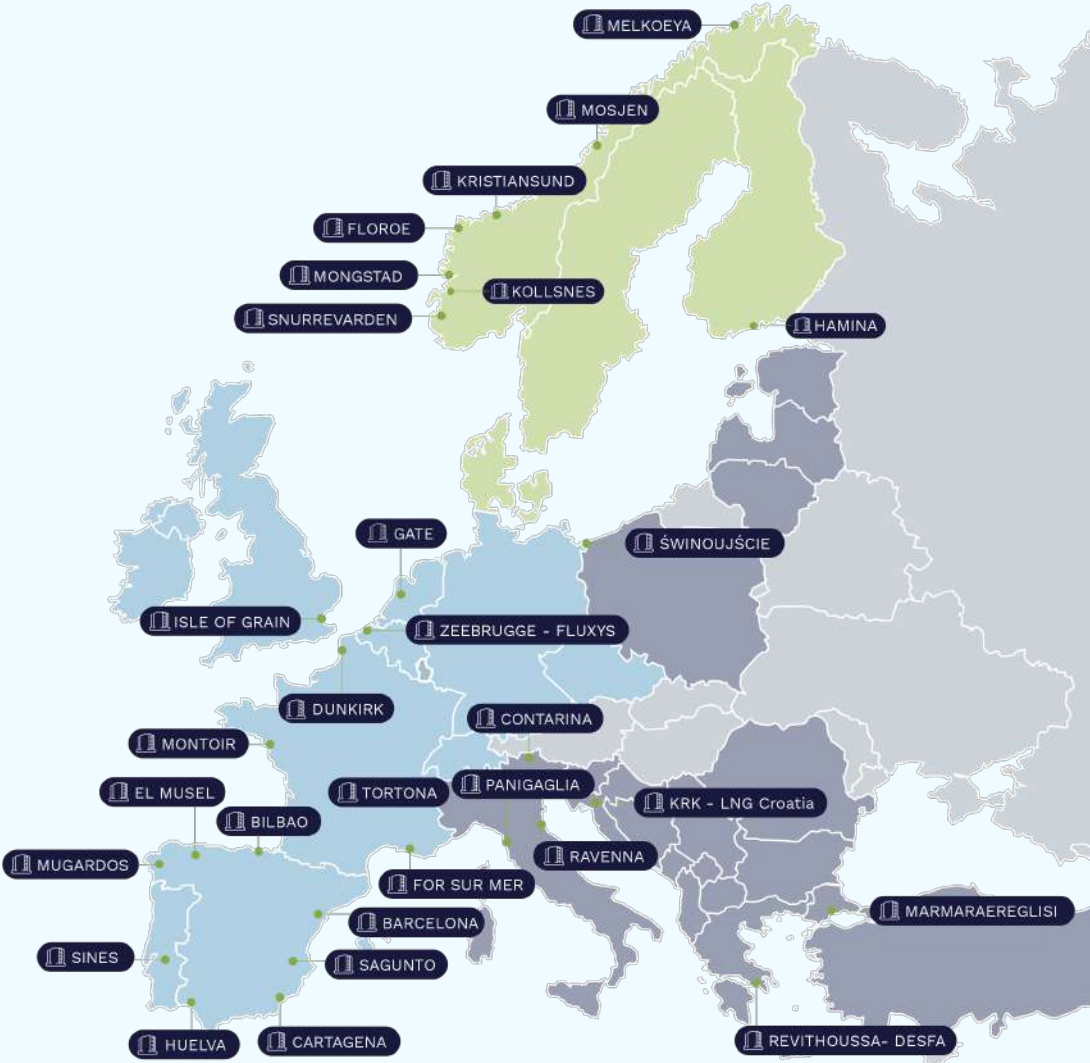 MELKOEYA
MOSJEN
KRISTIANSUND
FLOROE
MONGSTAD
KOLLSNES
SNURREVARDEN
HAMINA
GATE
ŚWINOUJŚCIE
ISLE OF GRAIN
ZEEBRUGGE - FLUXYS
DUNKIRK
CONTARINA
MONTOIR
PANIGAGLIA
EL MUSEL
TORTONA
KRK - LNG Croatia
BILBAO
RAVENNA
MUGARDOS
FOR SUR MER
MARMARAEREGLISI
BARCELONA
SINES
SAGUNTO
HUELVA
CARTAGENA
REVITHOUSSA- DESFA